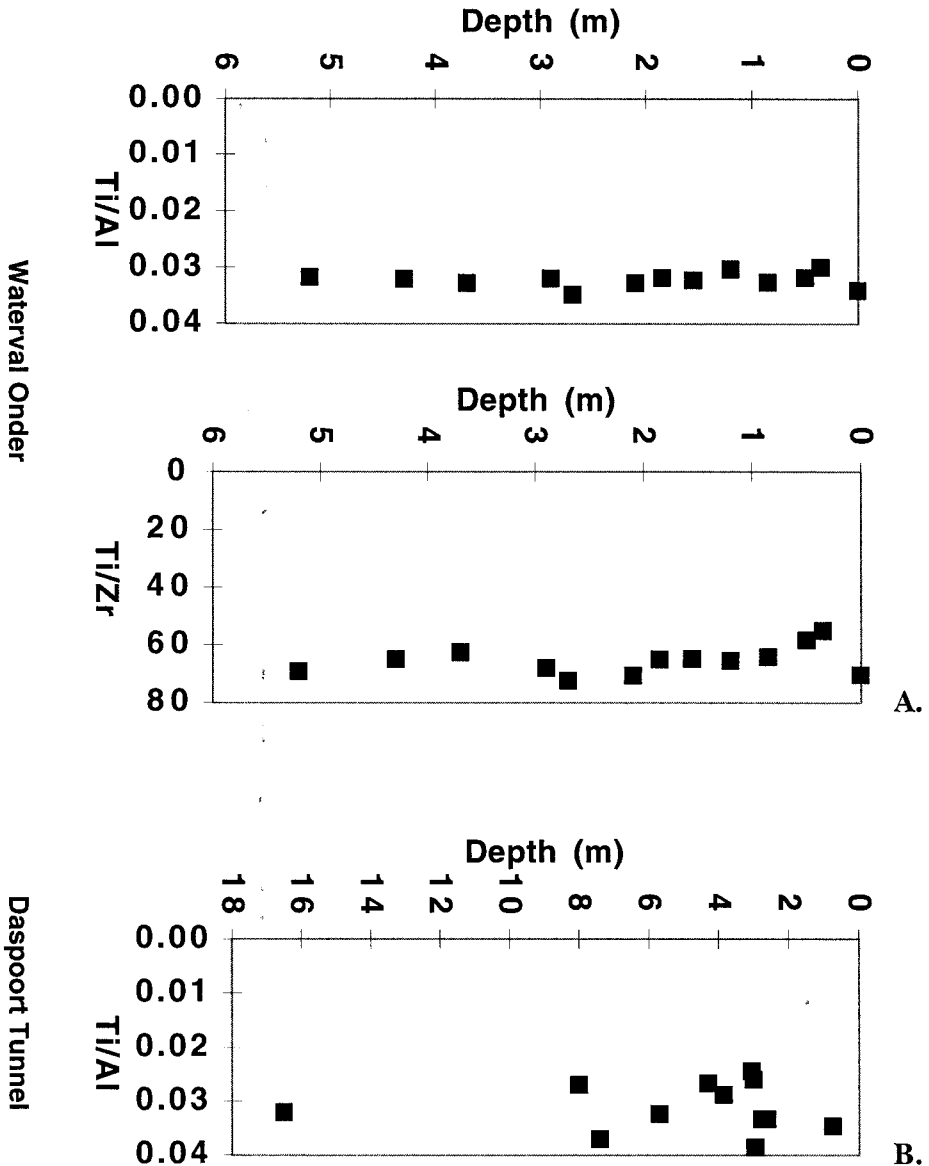 Depth (m)
6 5 4 3 2 1 0
0.00
0.01
0.02
0.03
0.04
Ti/Al
Waterval Onder
Depth (m)
6 5 4 3 2 1 0
0
20
40
60
80
Ti/Zr
A.
Depth (m)
18 16 14 12 10 8 6 4 2 0
0.00
0.01
0.02
0.03
0.04
Ti/Al
Daspoort Tunnel
B.